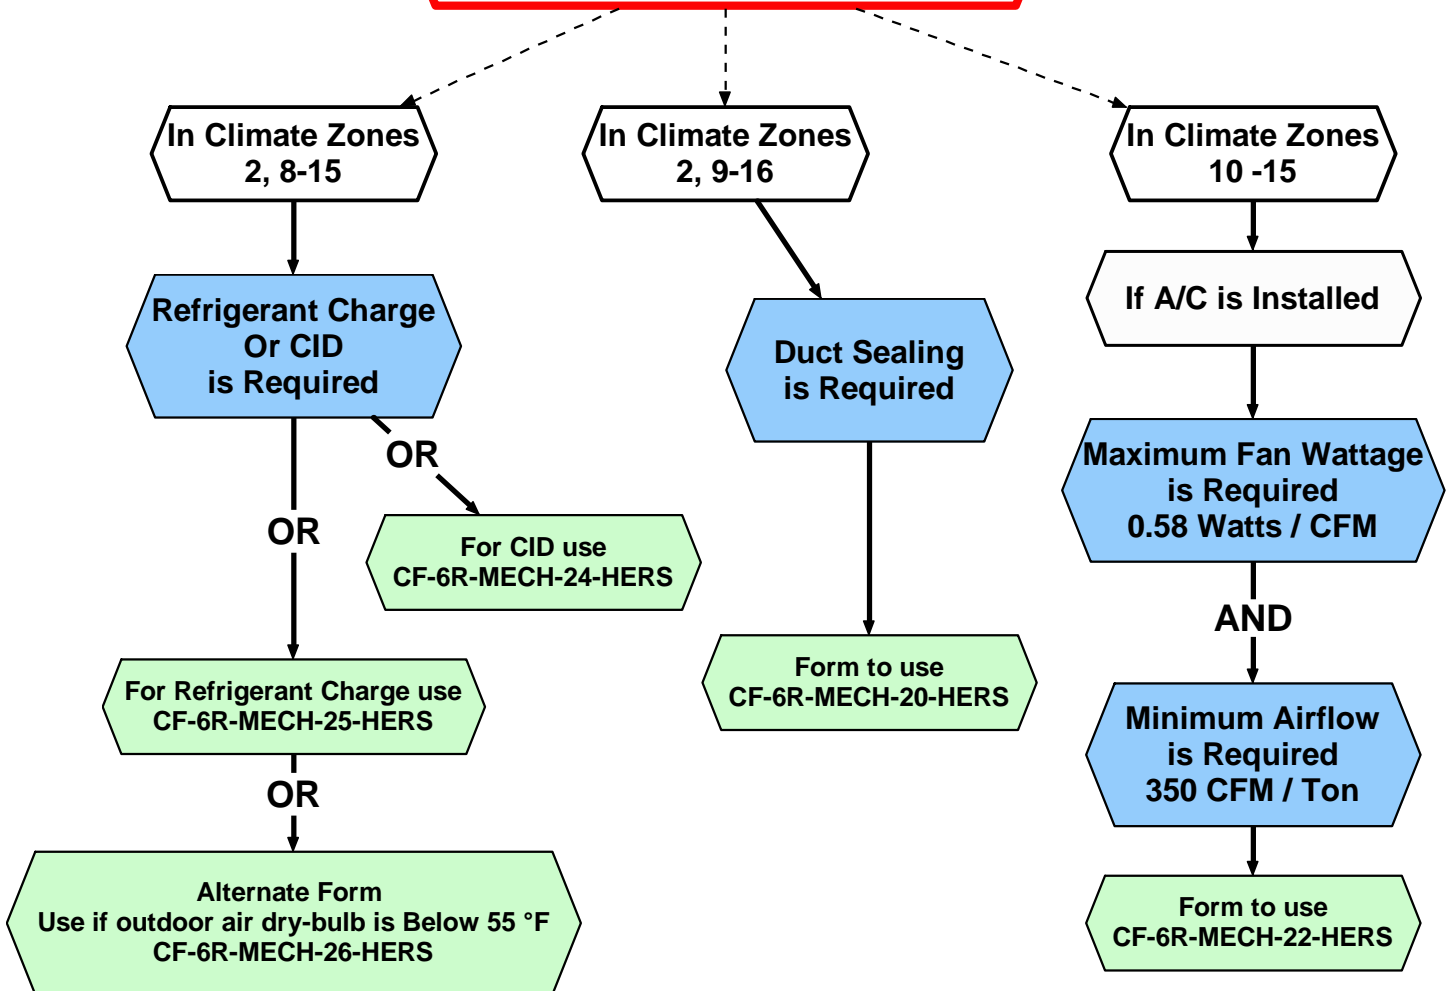 In Climate Zones
2, 8-15
Refrigerant Charge
Or CID
is Required
OR
For CID use
CF-6R-MECH-24-HERS
OR
For Refrigerant Charge use
CF-6R-MECH-25-HERS
OR
Alternate Form
Use if outdoor air dry-bulb is Below 55 °F
CF-6R-MECH-26-HERS
In Climate Zones
2, 9-16
Duct Sealing
is Required
Form to use
CF-6R-MECH-20-HERS
In Climate Zones
10 -15
If A/C is Installed
Maximum Fan Wattage
is Required
0.58 Watts / CFM
AND
Minimum Airflow
is Required
350 CFM / Ton
Form to use
CF-6R-MECH-22-HERS